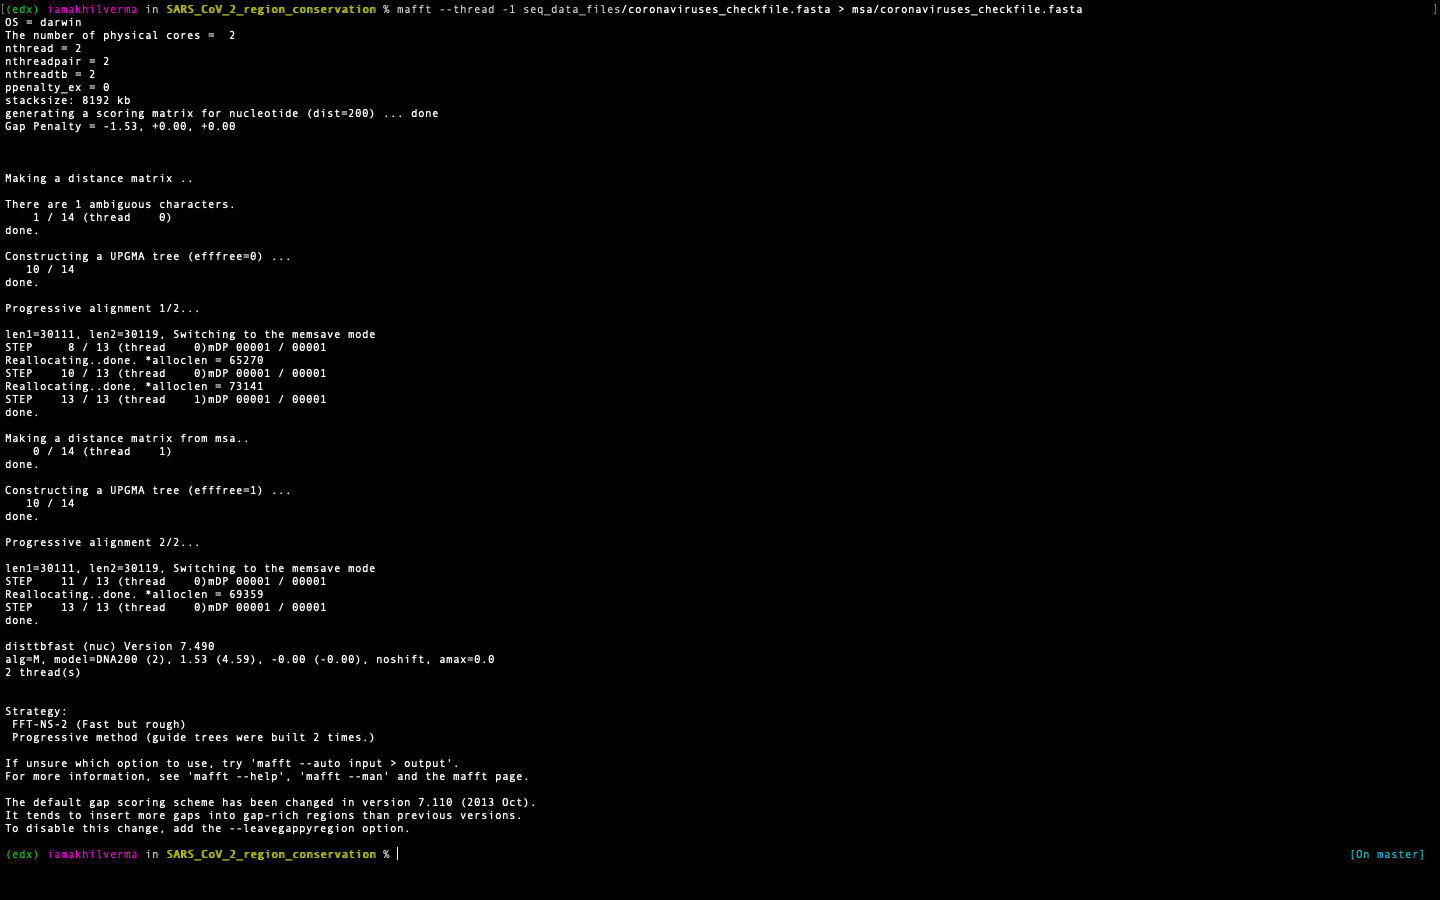 [(edx) iamakhilverma in SARS_CoV_2_region_conservation % mafft --thread -1 seq_data_files/coronaviruses_checkfile.fasta > msa/coronaviruses_checkfile.fasta ]
OS = darwin
The number of physical cores =  2
nthread = 2
nthreadpair = 2
nthreadtb = 2
ppenalty_ex = 0
stacksize: 8192 kb
generating a scoring matrix for nucleotide (dist=200) ... done
Gap Penalty = -1.53, +0.00, +0.00
Making a distance matrix ..
There are 1 ambiguous characters.
    1 / 14 (thread    0)
done.
Constructing a UPGMA tree (efffree=0) ...
   10 / 14
done.
Progressive alignment 1/2...
len1=30111, len2=30119, Switching to the memsave mode
STEP     8 / 13 (thread    0)mDP 00001 / 00001
Reallocating..done. *alloclen = 65270
STEP    10 / 13 (thread    0)mDP 00001 / 00001
Reallocating..done. *alloclen = 73141
STEP    13 / 13 (thread    1)mDP 00001 / 00001
done.
Making a distance matrix from msa..
    0 / 14 (thread    1)
done.
Constructing a UPGMA tree (efffree=1) ...
   10 / 14
done.
Progressive alignment 2/2...
len1=30111, len2=30119, Switching to the memsave mode
STEP    11 / 13 (thread    0)mDP 00001 / 00001
Reallocating..done. *alloclen = 69359
STEP    13 / 13 (thread    0)mDP 00001 / 00001
done.
disttbfast (nuc) Version 7.490
alg=M, model=DNA200 (2), 1.53 (4.59), -0.00 (-0.00), noshift, amax=0.0
2 thread(s)
Strategy:
 FFT-NS-2 (Fast but rough)
 Progressive method (guide trees were built 2 times.)
If unsure which option to use, try 'mafft --auto input > output'.
For more information, see 'mafft --help', 'mafft --man' and the mafft page.
The default gap scoring scheme has been changed in version 7.110 (2013 Oct).
It tends to insert more gaps into gap-rich regions than previous versions.
To disable this change, add the --leavegappyregion option.
(edx) iamakhilverma in SARS_CoV_2_region_conservation % [On master]